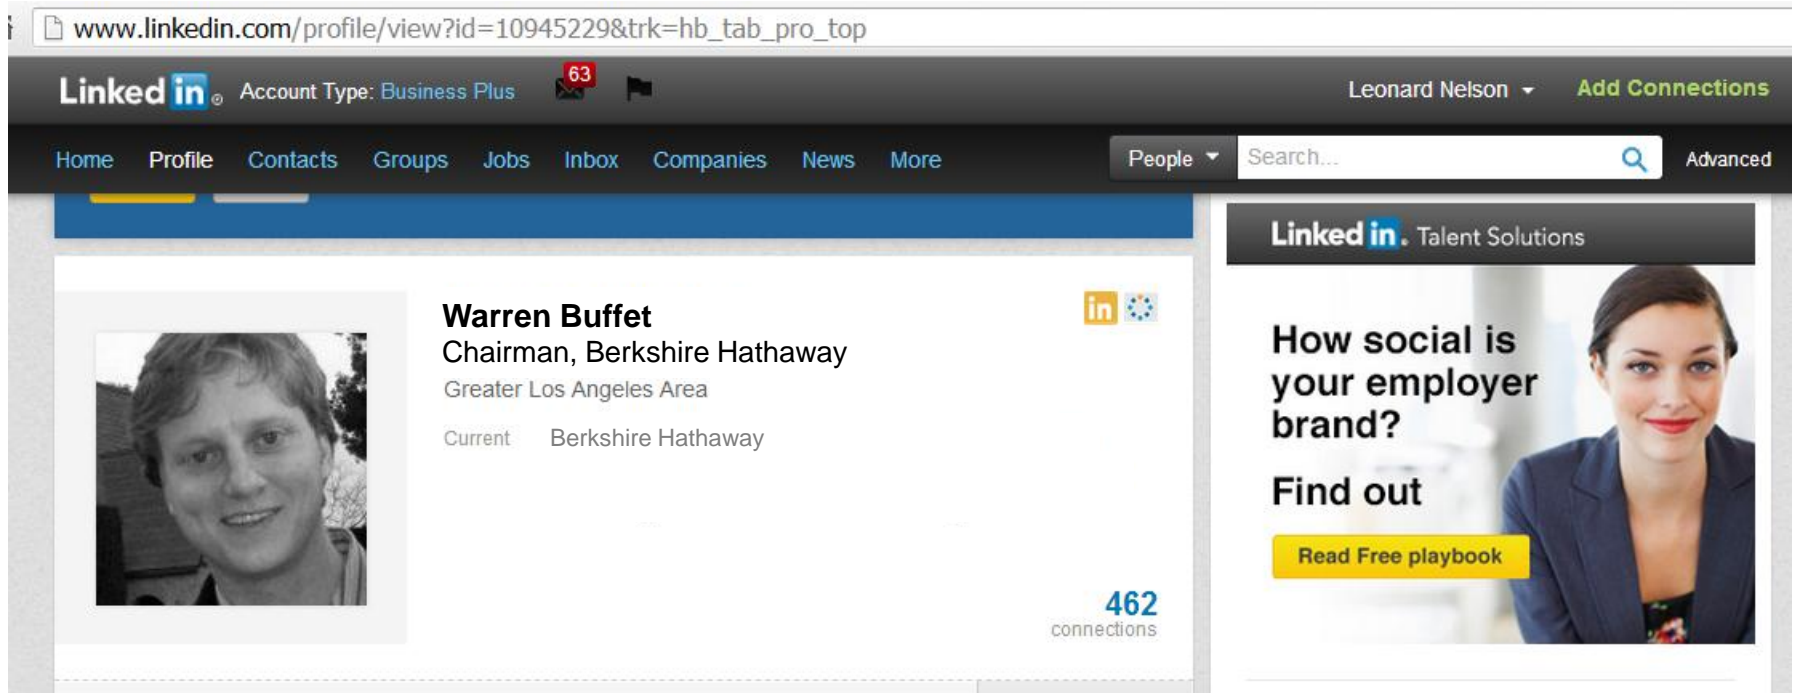 www.linkedin.com/profile/view?id=10945229&trk=hb_tab_pro_top
Linked in® Account Type: Business Plus 63 Leonard Nelson Add Connections
Home Profile Contacts Groups Jobs Inbox Companies News More People Search... Advanced
Linked in. Talent Solutions
Warren Buffet
Chairman, Berkshire Hathaway
Greater Los Angeles Area
Current Berkshire Hathaway
in
462
connections
How social is
your employer
brand?
Find out
Read Free playbook